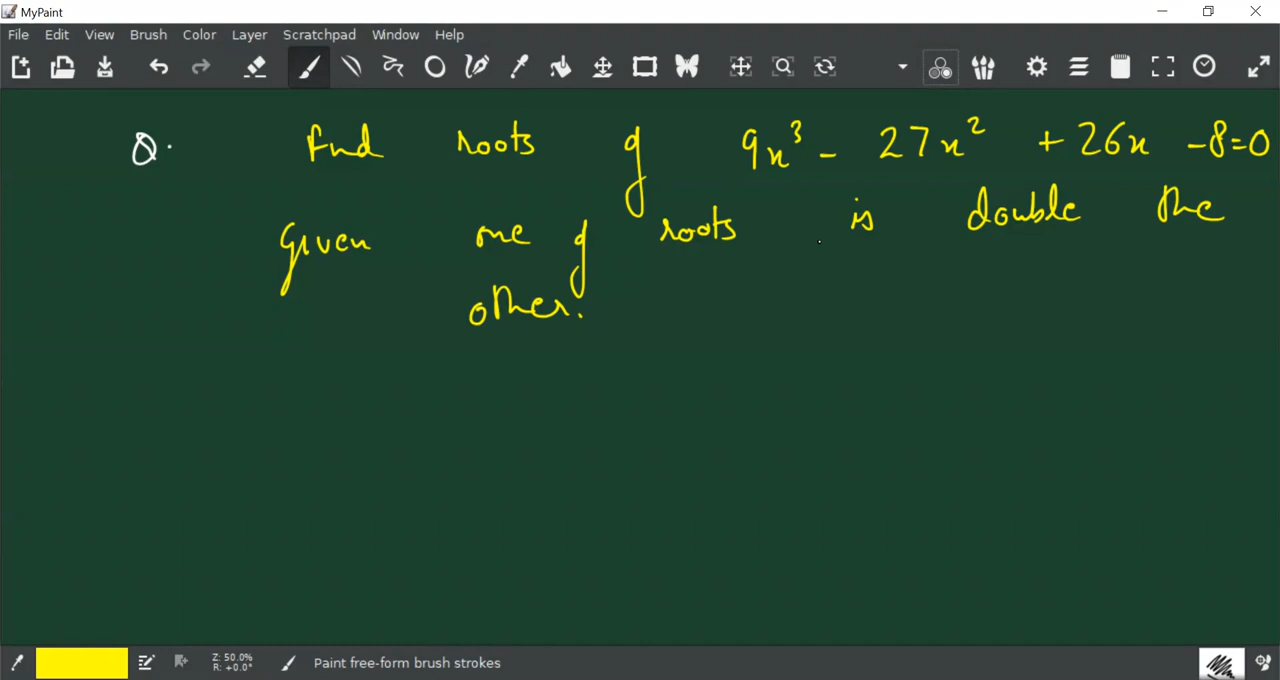 MyPaint
File Edit View Brush Color Layer Scratchpad Window Help
Q. Find roots of 9x³ - 27x² + 26x - 8 = 0
given one of roots is double the
other.
Z: 50.0%
R: +0.0°
Paint free-form brush strokes